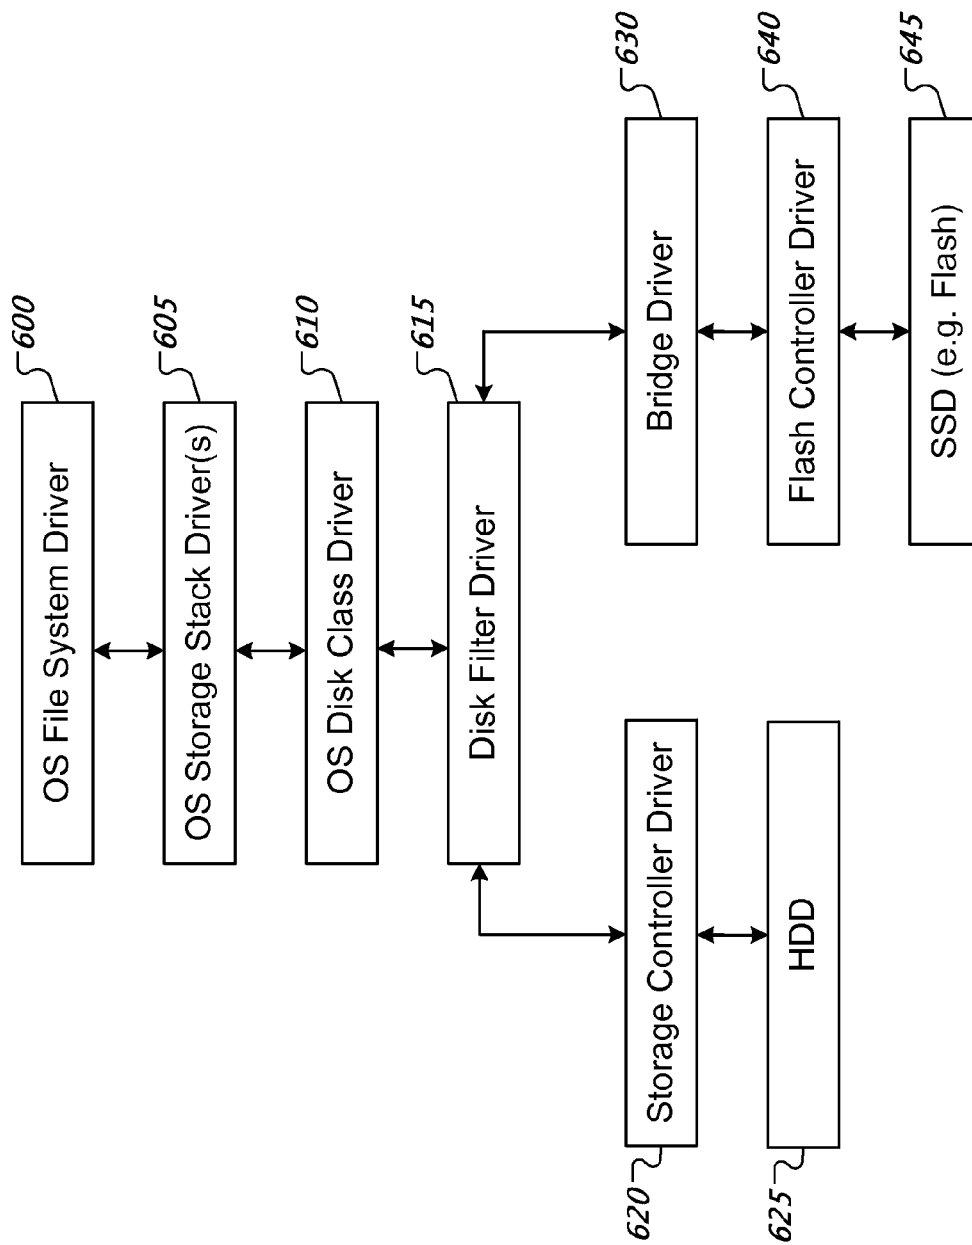 OS File System Driver
600
OS Storage Stack Driver(s)
605
OS Disk Class Driver
610
Disk Filter Driver
615
Storage Controller Driver
620
Bridge Driver
630
HDD
625
Flash Controller Driver
640
SSD (e.g. Flash)
645